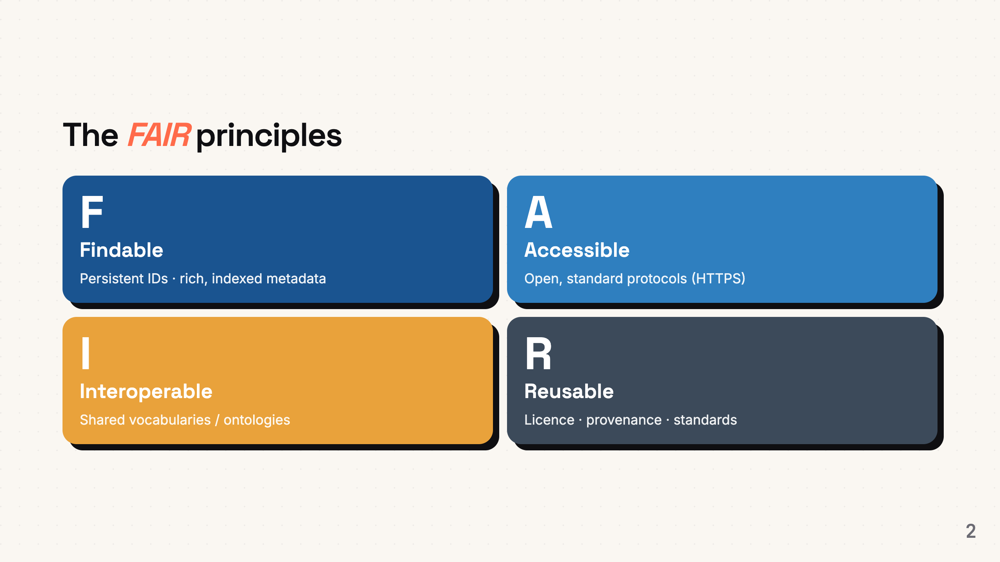 The FAIR principles
F
Findable
Persistent IDs · rich, indexed metadata
A
Accessible
Open, standard protocols (HTTPS)
I
Interoperable
Shared vocabularies / ontologies
R
Reusable
Licence · provenance · standards
2